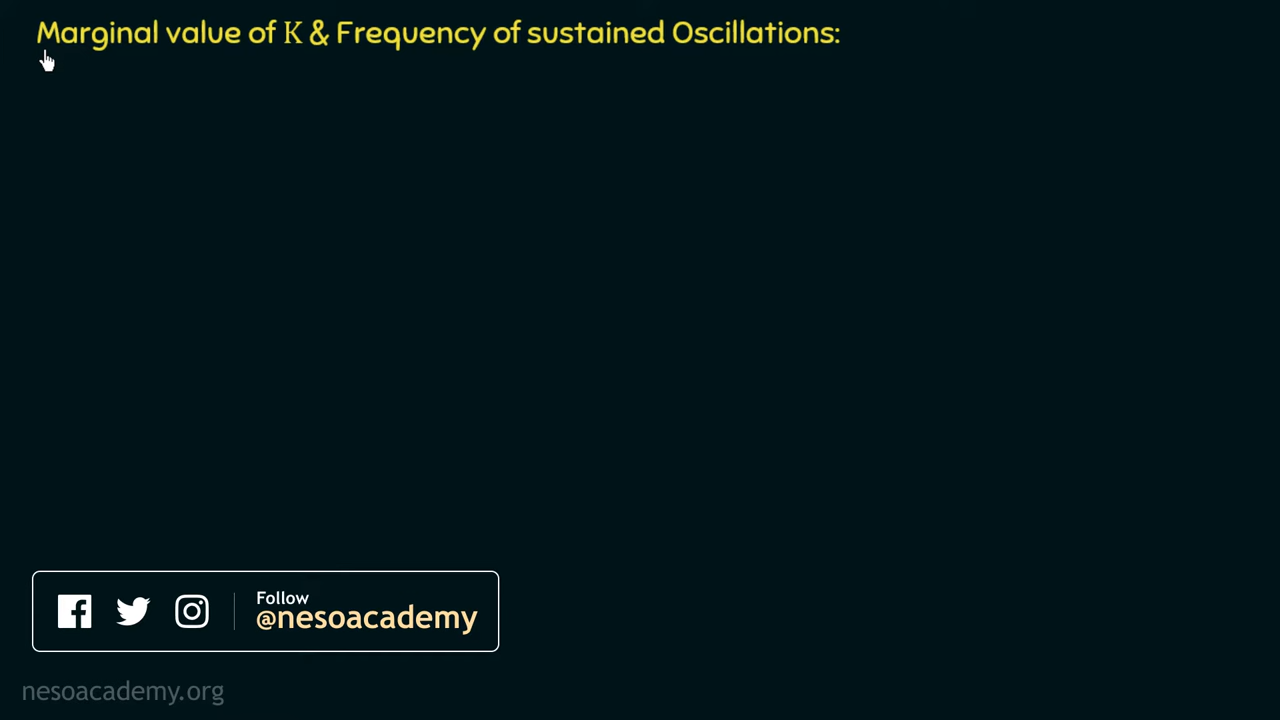 Marginal value of K & Frequency of sustained Oscillations:
Follow
@nesoacademy
nesoacademy.org